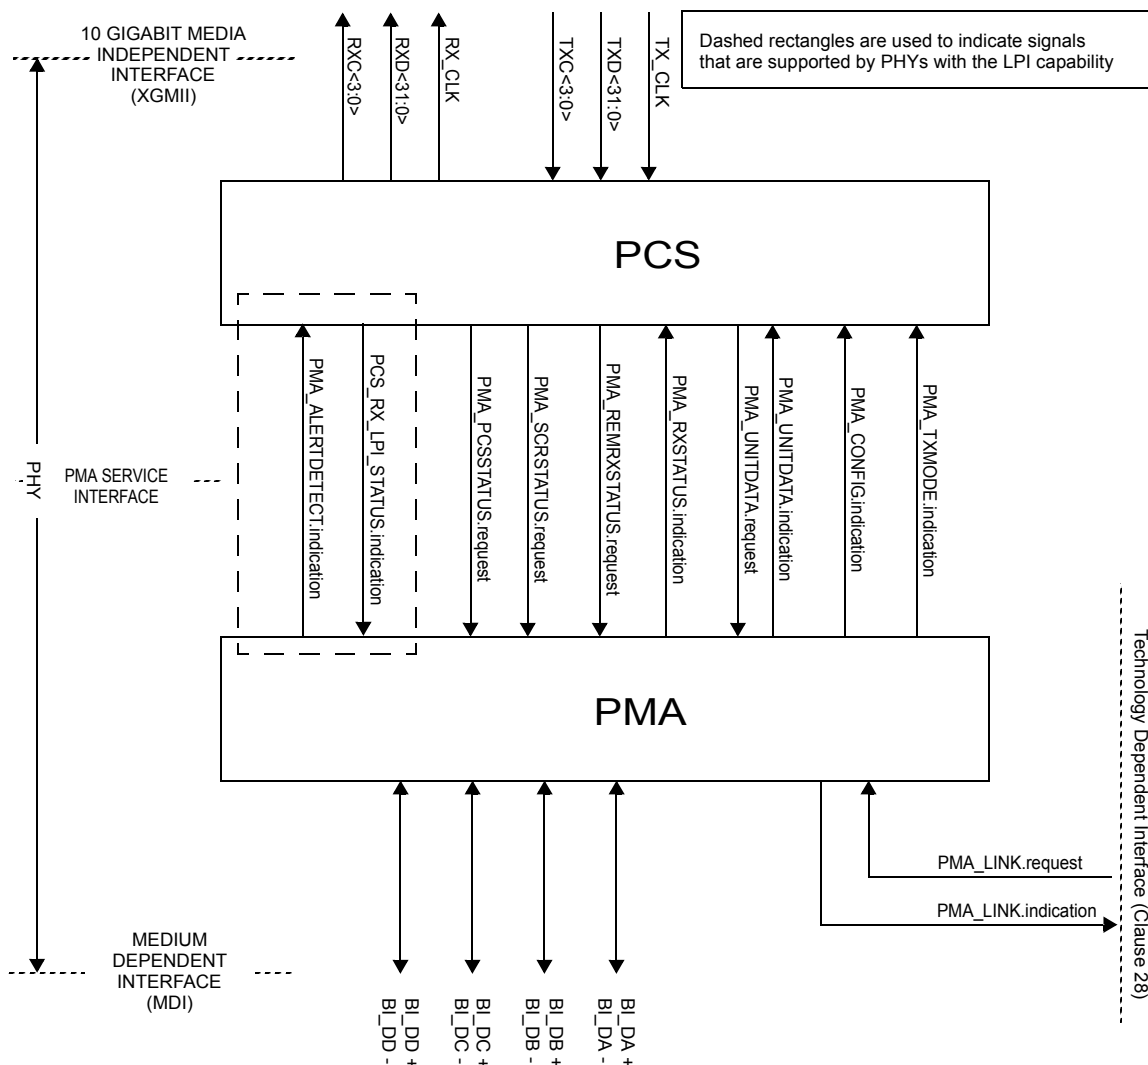 10 GIGABIT MEDIA
INDEPENDENT
INTERFACE
(XGMII)
RXC<3:0>
RXD<31:0>
RX_CLK
TXC<3:0>
TXD<31:0>
TX_CLK
Dashed rectangles are used to indicate signals
that are supported by PHYs with the LPI capability
PCS
PHY
PMA SERVICE
INTERFACE
PMA_ALERTDETECT.indication
PCS_RX_LPI_STATUS.indication
PMA_PCSSTATUS.request
PMA_SCRSTATUS.request
PMA_REMRXSTATUS.request
PMA_RXSTATUS.indication
PMA_UNITDATA.request
PMA_UNITDATA.indication
PMA_CONFIG.indication
PMA_TXMODE.indication
PMA
Technology Dependent Interface (Clause 28)
PMA_LINK.request
PMA_LINK.indication
MEDIUM
DEPENDENT
INTERFACE
(MDI)
BI_DD +
BI_DD -
BI_DC +
BI_DC -
BI_DB +
BI_DB -
BI_DA +
BI_DA -